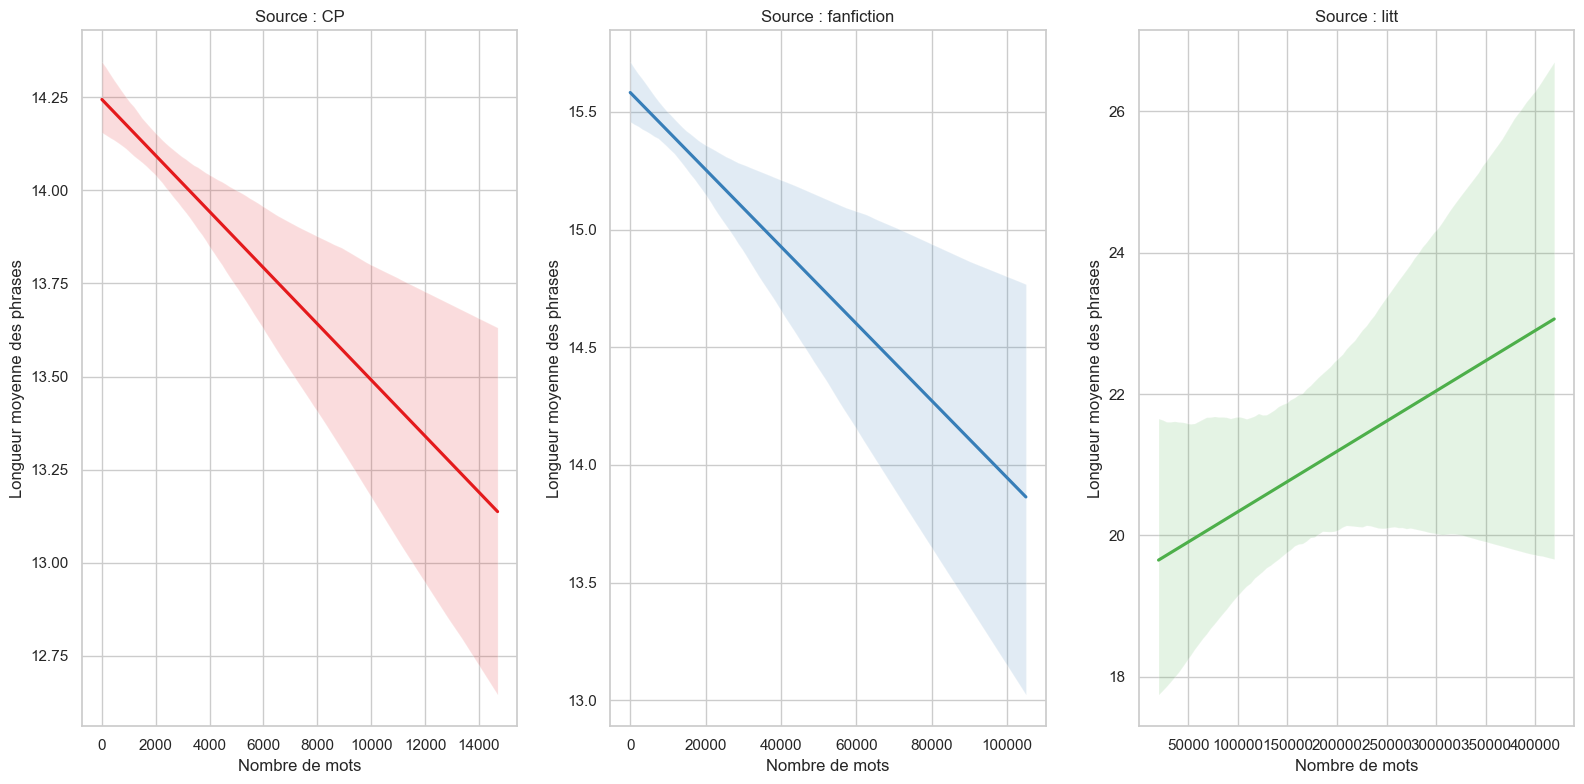 Source : CP
Longueur moyenne des phrases
14.25
14.00
13.75
13.50
13.25
13.00
12.75
0 2000 4000 6000 8000 10000 12000 14000
Nombre de mots
Source : fanfiction
Longueur moyenne des phrases
15.5
15.0
14.5
14.0
13.5
13.0
0 20000 40000 60000 80000 100000
Nombre de mots
Source : litt
Longueur moyenne des phrases
26
24
22
20
18
50000 100000 150000 200000 250000 300000 350000 400000
Nombre de mots